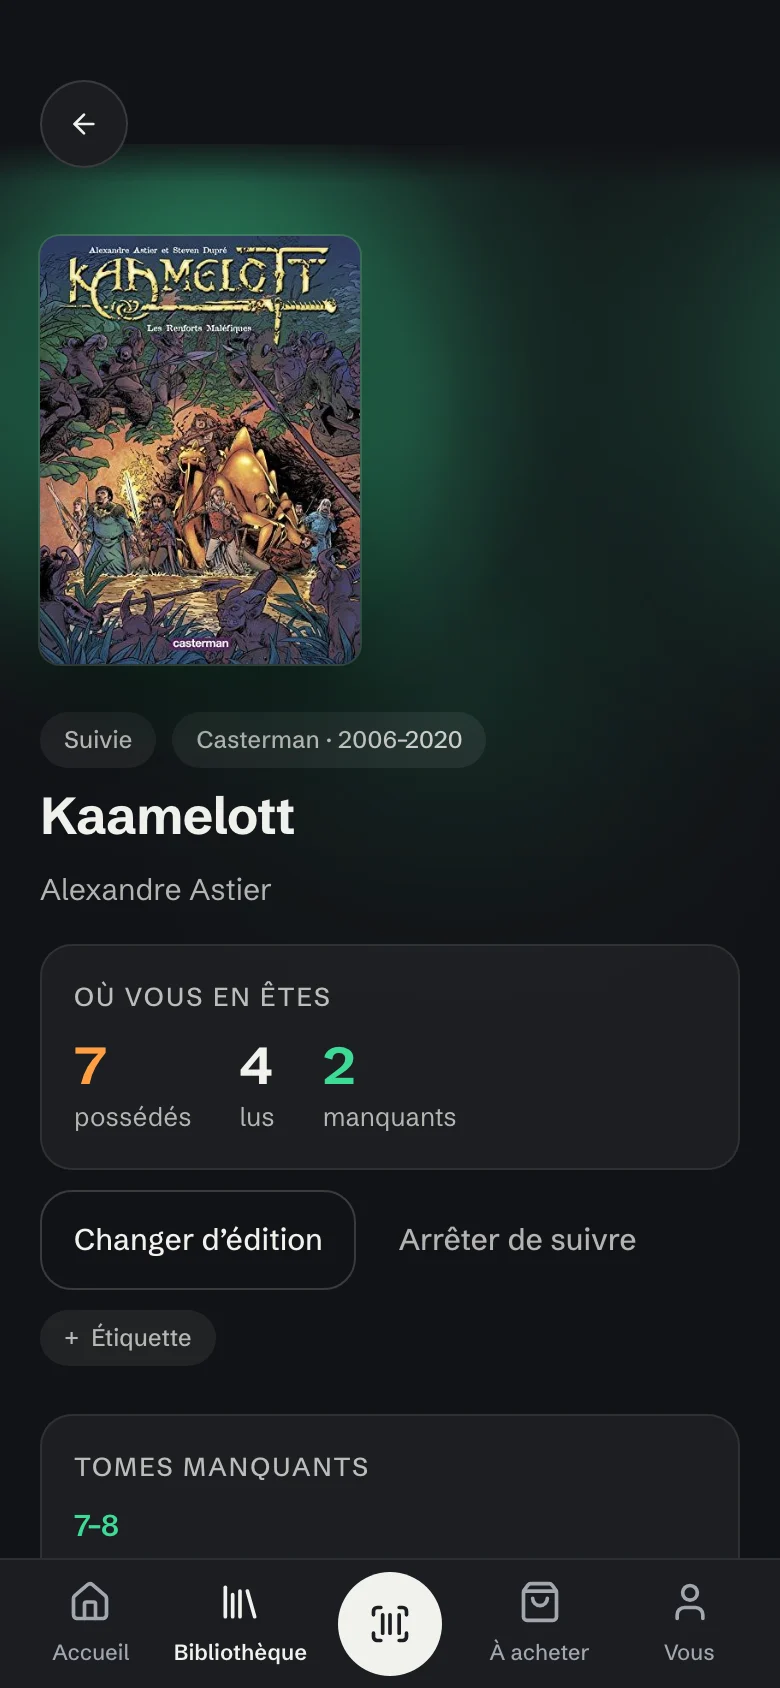 Alexandre Astier et Steven Dupré
KAAMELOTT
Les Renforts Maléfiques
casterman
Suivie
Casterman · 2006-2020
Kaamelott
Alexandre Astier
OÙ VOUS EN ÊTES
7 4 2
possédés lus manquants
Changer d’édition Arrêter de suivre
+ Étiquette
TOMES MANQUANTS
7-8
Accueil Bibliothèque À acheter Vous